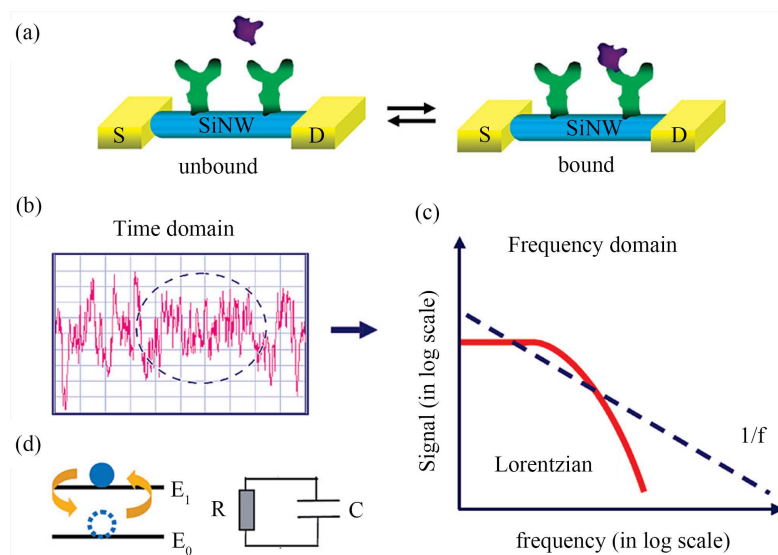 (a)
S
SiNW
D
unbound
S
SiNW
D
bound
(b)
Time domain
(c)
Frequency domain
Signal (in log scale)
Lorentzian
1/f
frequency (in log scale)
(d)
E1
E0
R
C